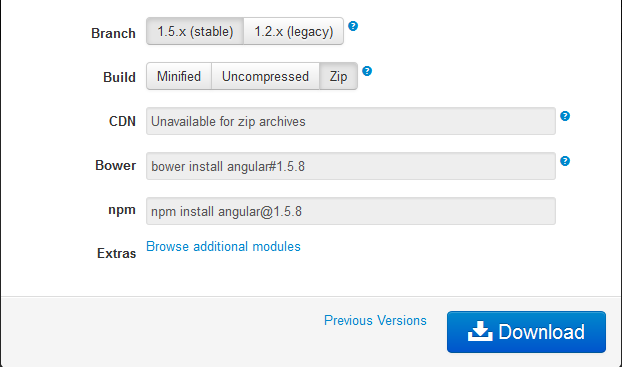 Branch 1.5.x (stable) 1.2.x (legacy) ?
Build Minified Uncompressed Zip ?
CDN Unavailable for zip archives ?
Bower bower install angular#1.5.8 ?
npm npm install angular@1.5.8
Extras Browse additional modules
Previous Versions Download